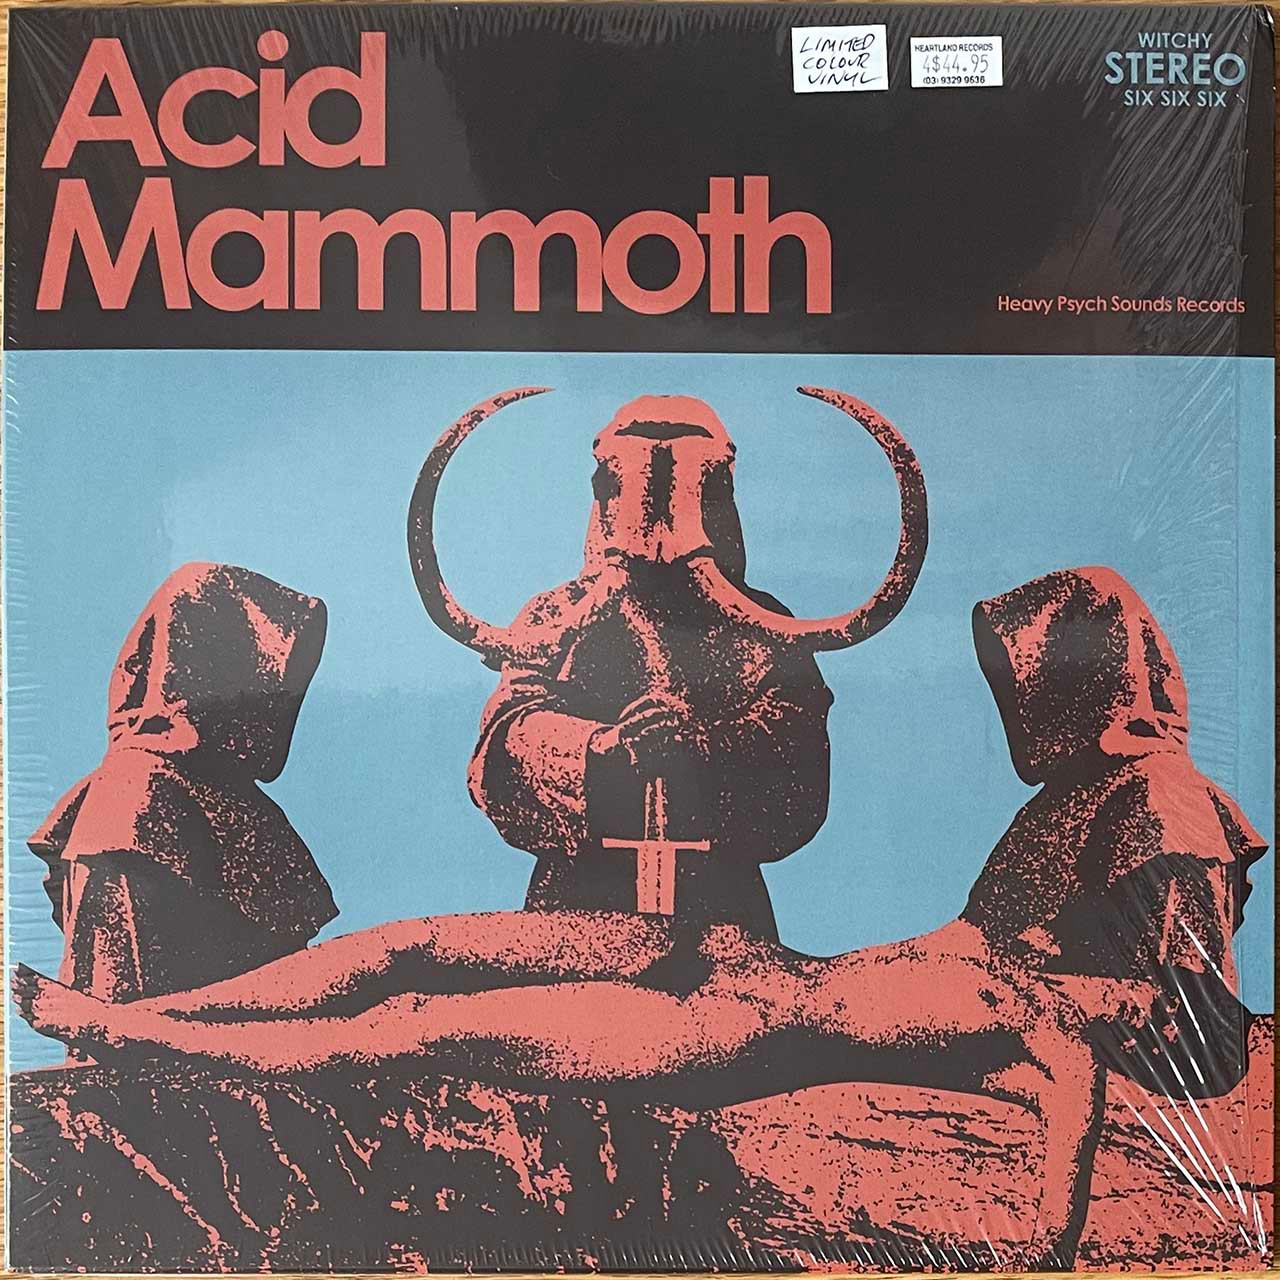 Acid
Mammoth
LIMITED
COLOUR
VINYL
HEARTLAND RECORDS
4$44.95
(03) 9329 9636
WITCHY
STEREO
SIX SIX SIX
Heavy Psych Sounds Records